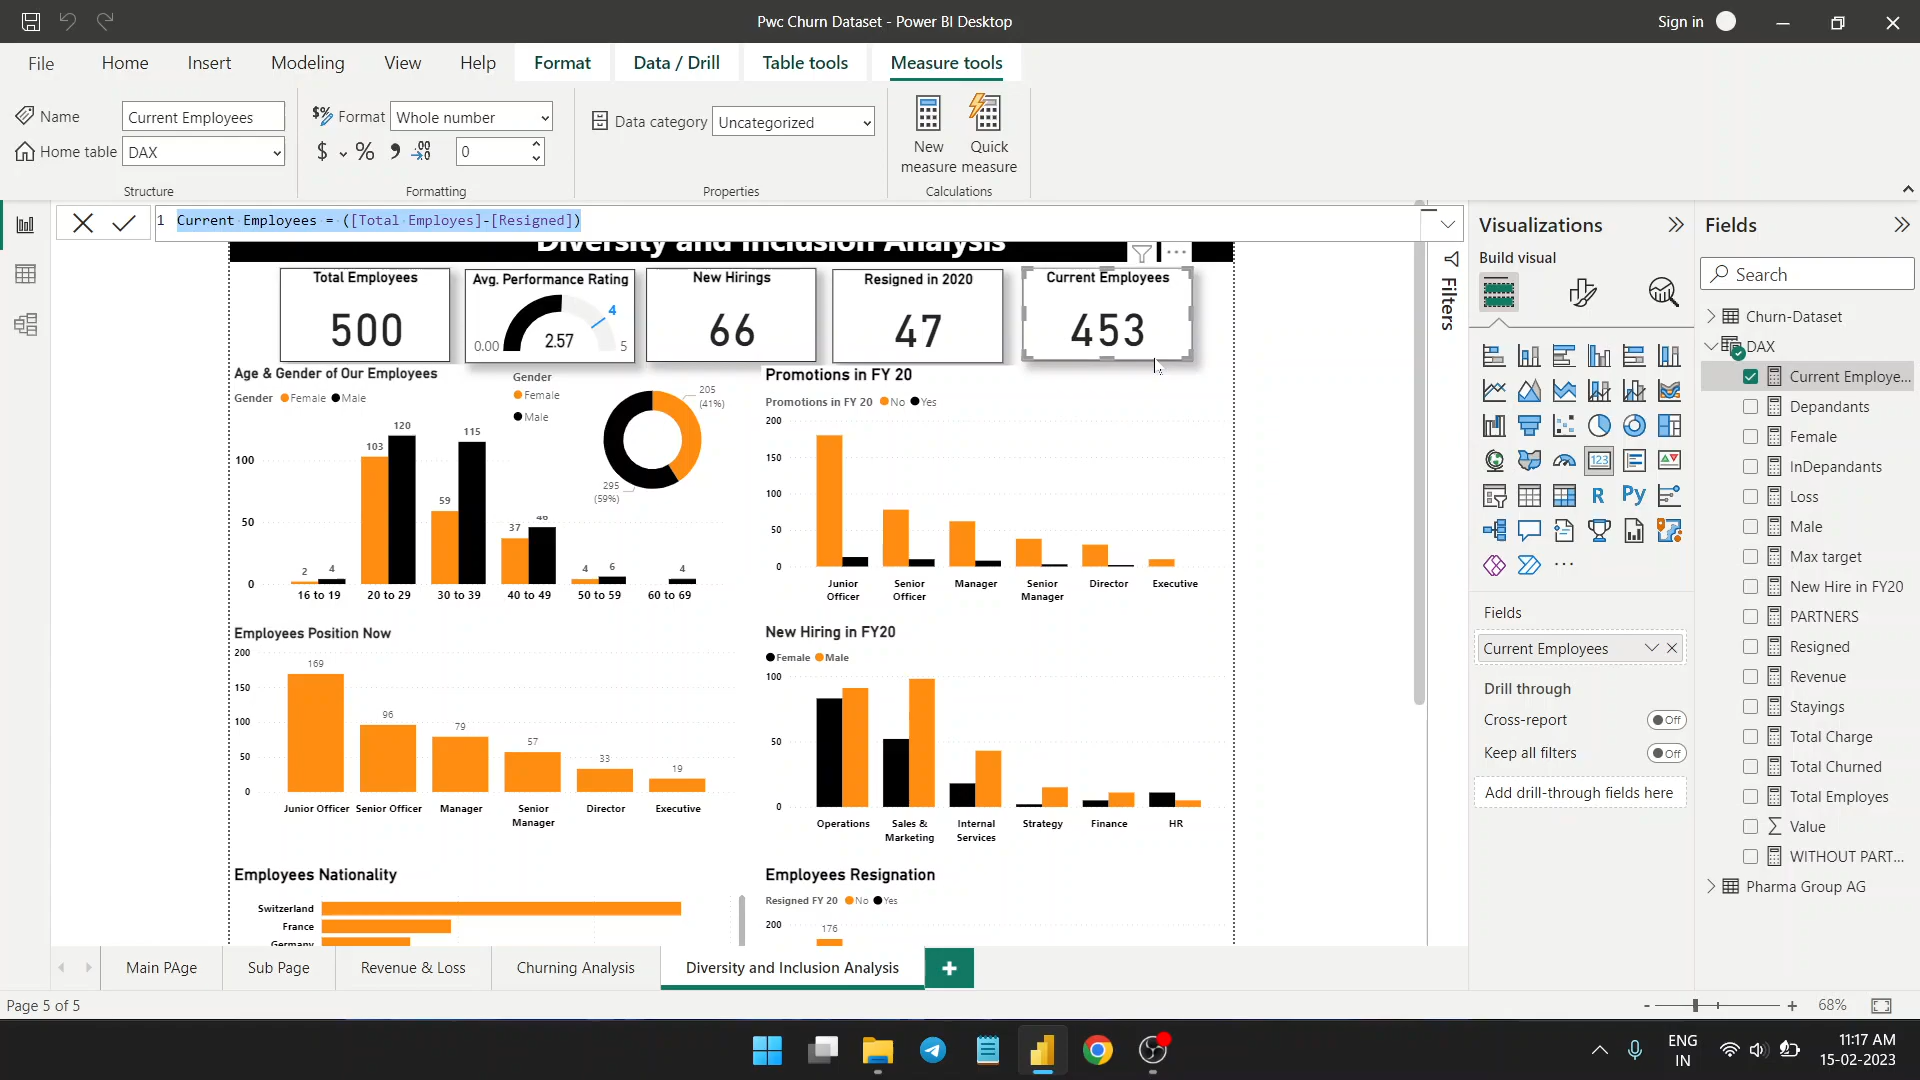 Pwc Churn Dataset - Power BI Desktop
Sign in
File Home Insert Modeling View Help Format Data / Drill Table tools Measure tools
Name Current Employees
Home table DAX
Structure
Format Whole number
$ % 0
Formatting
Data category Uncategorized
Properties
New measure
Quick measure
Calculations
1 Current Employees = ([Total Employes]-[Resigned])
Diversity and Inclusion Analysis
Total Employees
500
Avg. Performance Rating
4
0.00 2.57 5
New Hirings
66
Resigned in 2020
47
Current Employees
453
Age & Gender of Our Employees
Gender Female Male
100
50
0
2 4 103 120 59 115 37 46 4 6 4
16 to 19 20 to 29 30 to 39 40 to 49 50 to 59 60 to 69
Gender
Female
Male
205
(41%)
295
(59%)
Promotions in FY 20
Promotions in FY 20 No Yes
200
150
100
50
0
Junior Officer Senior Officer Manager Senior Manager Director Executive
Employees Position Now
200
150
100
50
0
169 96 79 57 33 19
Junior Officer Senior Officer Manager Senior Manager Director Executive
New Hiring in FY20
Female Male
100
50
0
Operations Sales & Marketing Internal Services Strategy Finance HR
Employees Nationality
Switzerland
France
Germany
Employees Resignation
Resigned FY 20 No Yes
200
176
Filters
Visualizations
Build visual
123
R Py
Fields
Current Employees
Drill through
Cross-report Off
Keep all filters Off
Add drill-through fields here
Fields
Search
Churn-Dataset
DAX
Current Employe...
Depandants
Female
InDepandants
Loss
Male
Max target
New Hire in FY20
PARTNERS
Resigned
Revenue
Stayings
Total Charge
Total Churned
Total Employes
Value
WITHOUT PART...
Pharma Group AG
Main PAge Sub Page Revenue & Loss Churning Analysis Diversity and Inclusion Analysis
Page 5 of 5
- + 68%
ENG
IN
11:17 AM
15-02-2023